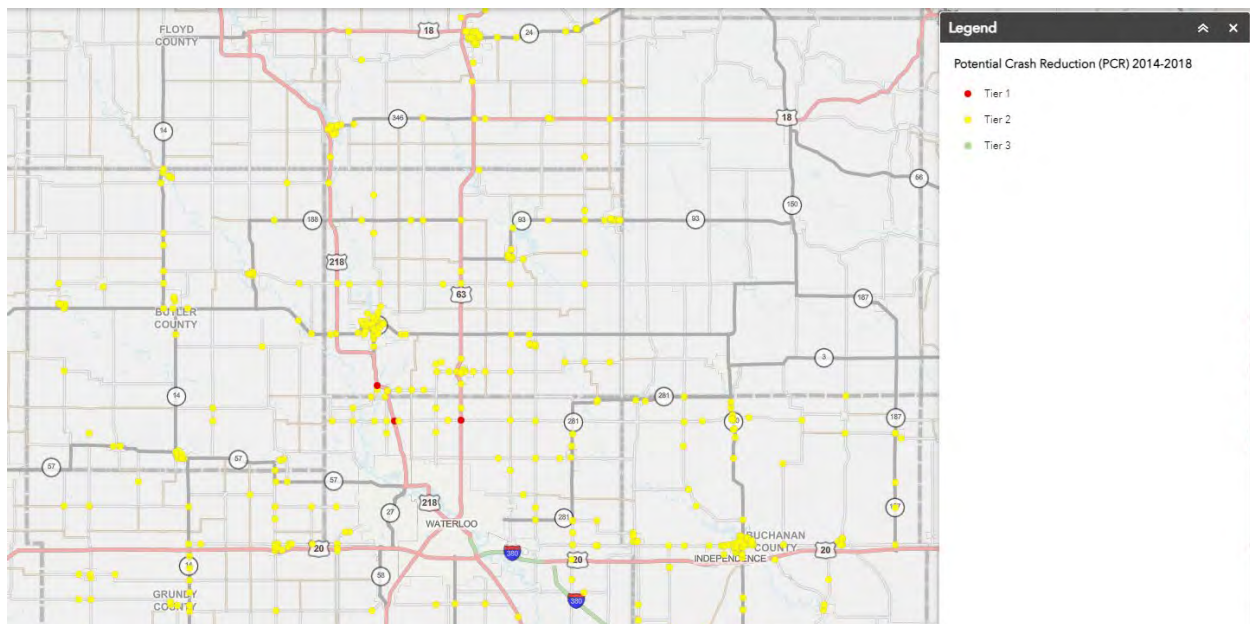 Legend
Potential Crash Reduction (PCR) 2014-2018
Tier 1
Tier 2
Tier 3
FLOYD
COUNTY
18
24
14
346
18
56
150
188
93
93
218
63
187
BUTLER
COUNTY
3
14
281
281
187
57
57
57
218
27
WATERLOO
281
BUCHANAN
COUNTY
INDEPENDENCE
20
380
20
20
58
GRUNDY
COUNTY
380